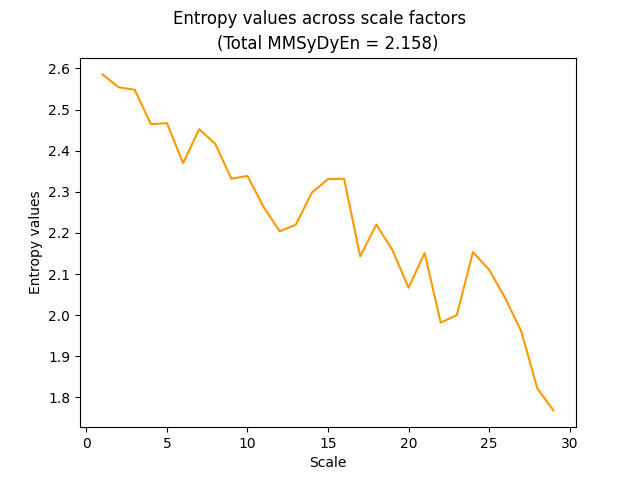 Entropy values across scale factors
(Total MMSyDyEn = 2.158)
2.6
2.5
2.4
2.3
2.2
2.1
2.0
1.9
1.8
Entropy values
0 5 10 15 20 25 30
Scale